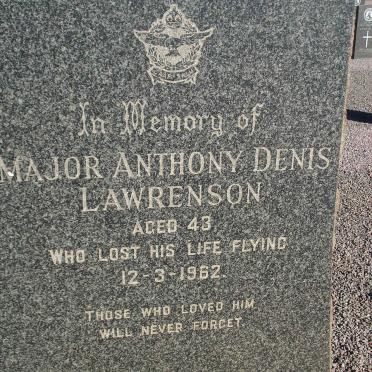 In Memory of
MAJOR ANTHONY DENIS
LAWRENSON
AGED 43
WHO LOST HIS LIFE FLYING
12-3-1962.
THOSE WHO LOVED HIM
WILL NEVER FORGET